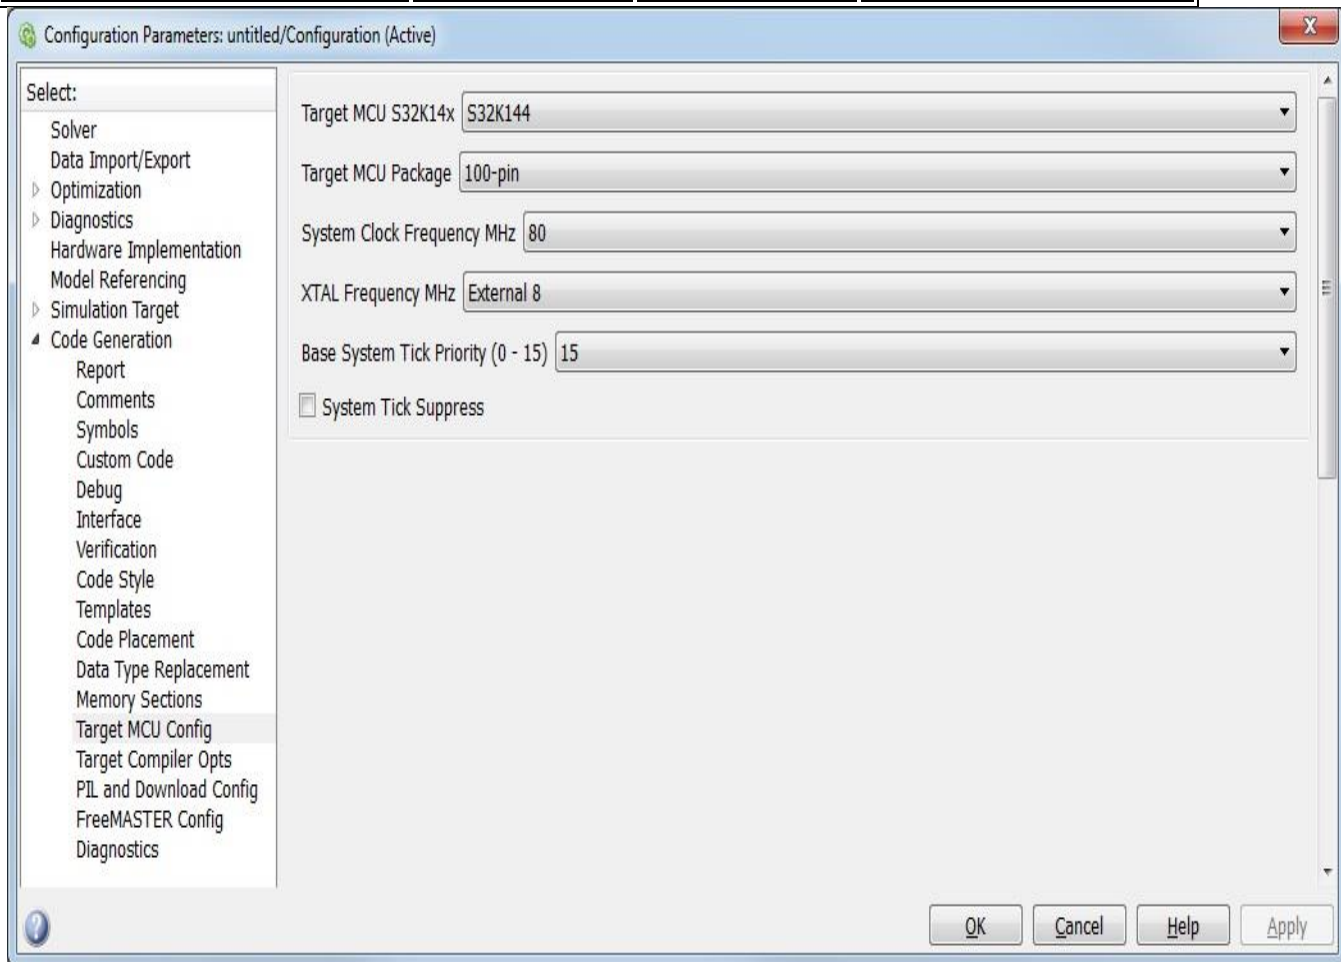 Configuration Parameters: untitled/Configuration (Active)
X
Select:
Solver
Data Import/Export
Optimization
Diagnostics
Hardware Implementation
Model Referencing
Simulation Target
Code Generation
Report
Comments
Symbols
Custom Code
Debug
Interface
Verification
Code Style
Templates
Code Placement
Data Type Replacement
Memory Sections
Target MCU Config
Target Compiler Opts
PIL and Download Config
FreeMASTER Config
Diagnostics
Target MCU S32K14x S32K144
Target MCU Package 100-pin
System Clock Frequency MHz 80
XTAL Frequency MHz External 8
Base System Tick Priority (0 - 15) 15
System Tick Suppress
?
OK Cancel Help Apply